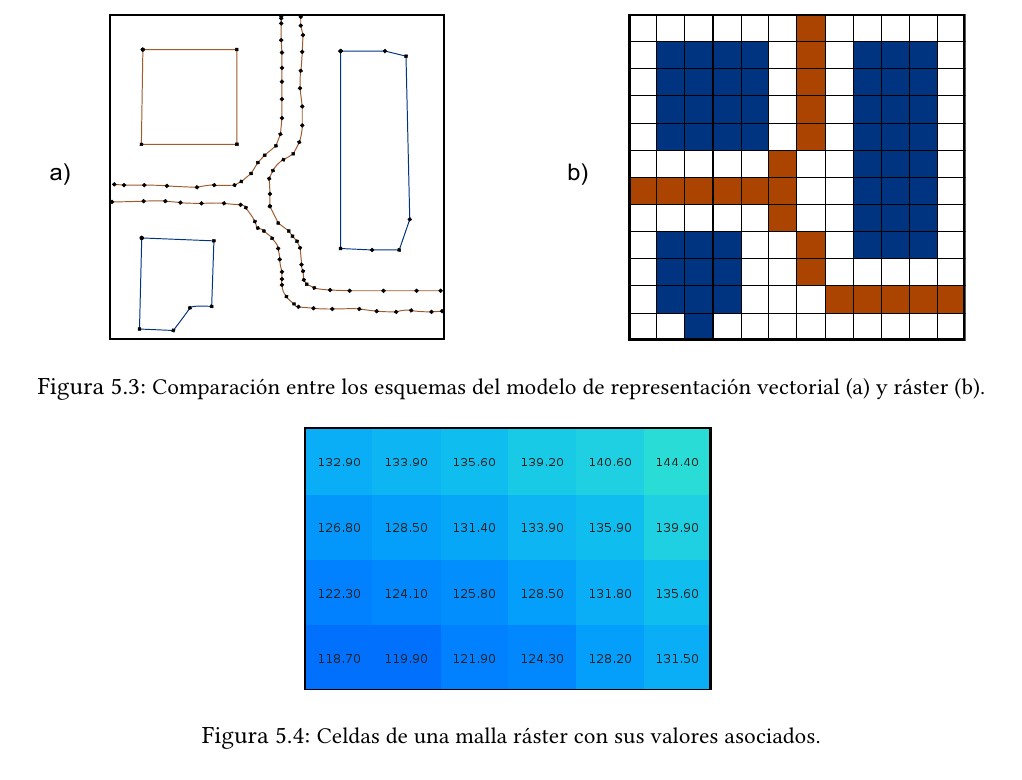 a)
b)
Figura 5.3: Comparación entre los esquemas del modelo de representación vectorial (a) y ráster (b).
132.90 133.90 135.60 139.20 140.60 144.40
126.80 128.50 131.40 133.90 135.90 139.90
122.30 124.10 125.80 128.50 131.80 135.60
118.70 119.90 121.90 124.30 128.20 131.50
Figura 5.4: Celdas de una malla ráster con sus valores asociados.